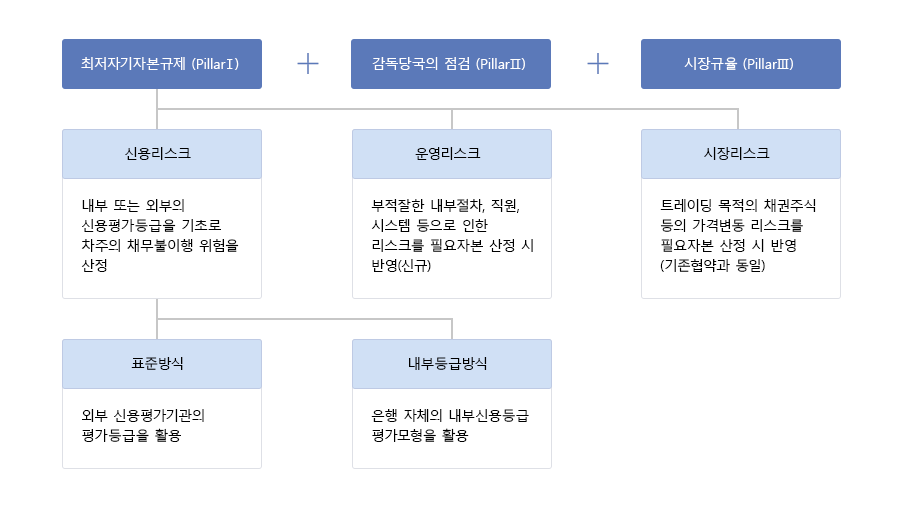 최저자기자본규제 (PillarⅠ)
감독당국의 점검 (PillarⅡ)
시장규율 (PillarⅢ)
신용리스크
내부 또는 외부의
신용평가등급을 기초로
차주의 채무불이행 위험을
산정
운영리스크
부적잘한 내부절차, 직원,
시스템 등으로 인한
리스크를 필요자본 산정 시
반영(신규)
시장리스크
트레이딩 목적의 채권주식
등의 가격변동 리스크를
필요자본 산정 시 반영
(기존협약과 동일)
표준방식
외부 신용평가기관의
평가등급을 활용
내부등급방식
은행 자체의 내부신용등급
평가모형을 활용